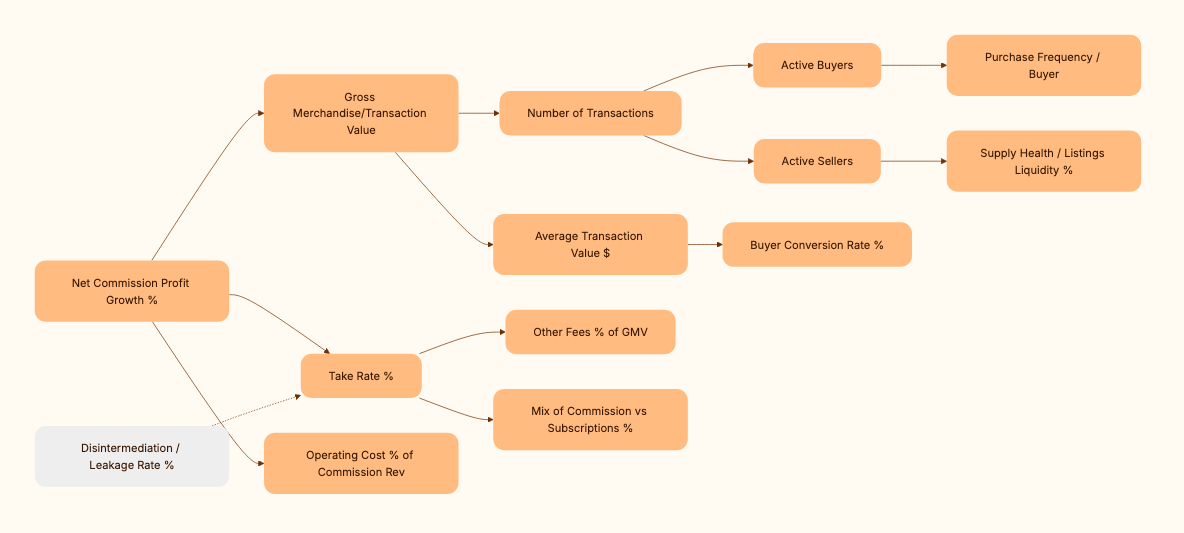 Purchase Frequency /
Buyer
Active Buyers
Gross
Merchandise/Transaction
Value
Number of Transactions
Active Sellers
Supply Health / Listings
Liquidity %
Average Transaction
Value $
Buyer Conversion Rate %
Net Commission Profit
Growth %
Other Fees % of GMV
Take Rate %
Mix of Commission vs
Subscriptions %
Disintermediation /
Leakage Rate %
Operating Cost % of
Commission Rev